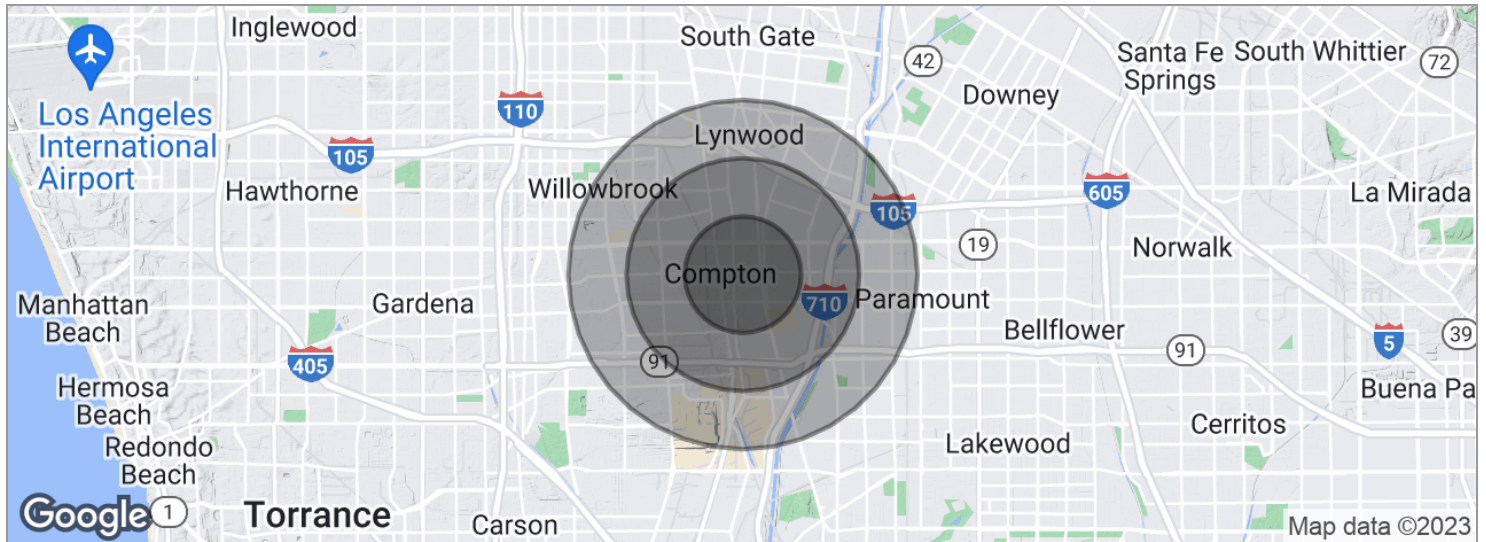 Inglewood
South Gate
42
Santa Fe
Springs
South Whittier
72
Los Angeles
International
Airport
110
Downey
105
Lynwood
Hawthorne
Willowbrook
105
605
La Mirada
19
Norwalk
Compton
Manhattan
Beach
Gardena
710
Paramount
Bellflower
405
91
91
5
39
Hermosa
Beach
Buena Pa
Redondo
Beach
Lakewood
Cerritos
Google
1
Torrance
Carson
Map data ©2023